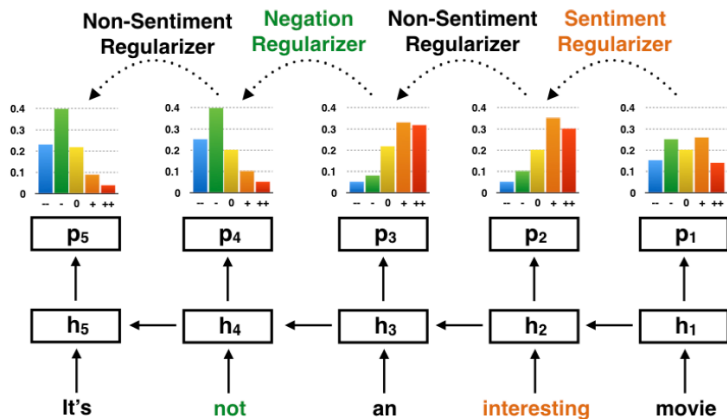 Non-Sentiment Regularizer
Negation Regularizer
Non-Sentiment Regularizer
Sentiment Regularizer
0.4
0.3
0.2
0.1
0
-- - 0 + ++
0.4
0.3
0.2
0.1
0
-- - 0 + ++
0.4
0.3
0.2
0.1
0
-- - 0 + ++
0.4
0.3
0.2
0.1
0
-- - 0 + ++
0.4
0.3
0.2
0.1
0
-- - 0 + ++
p5 p4 p3 p2 p1
h5 h4 h3 h2 h1
It's not an interesting movie